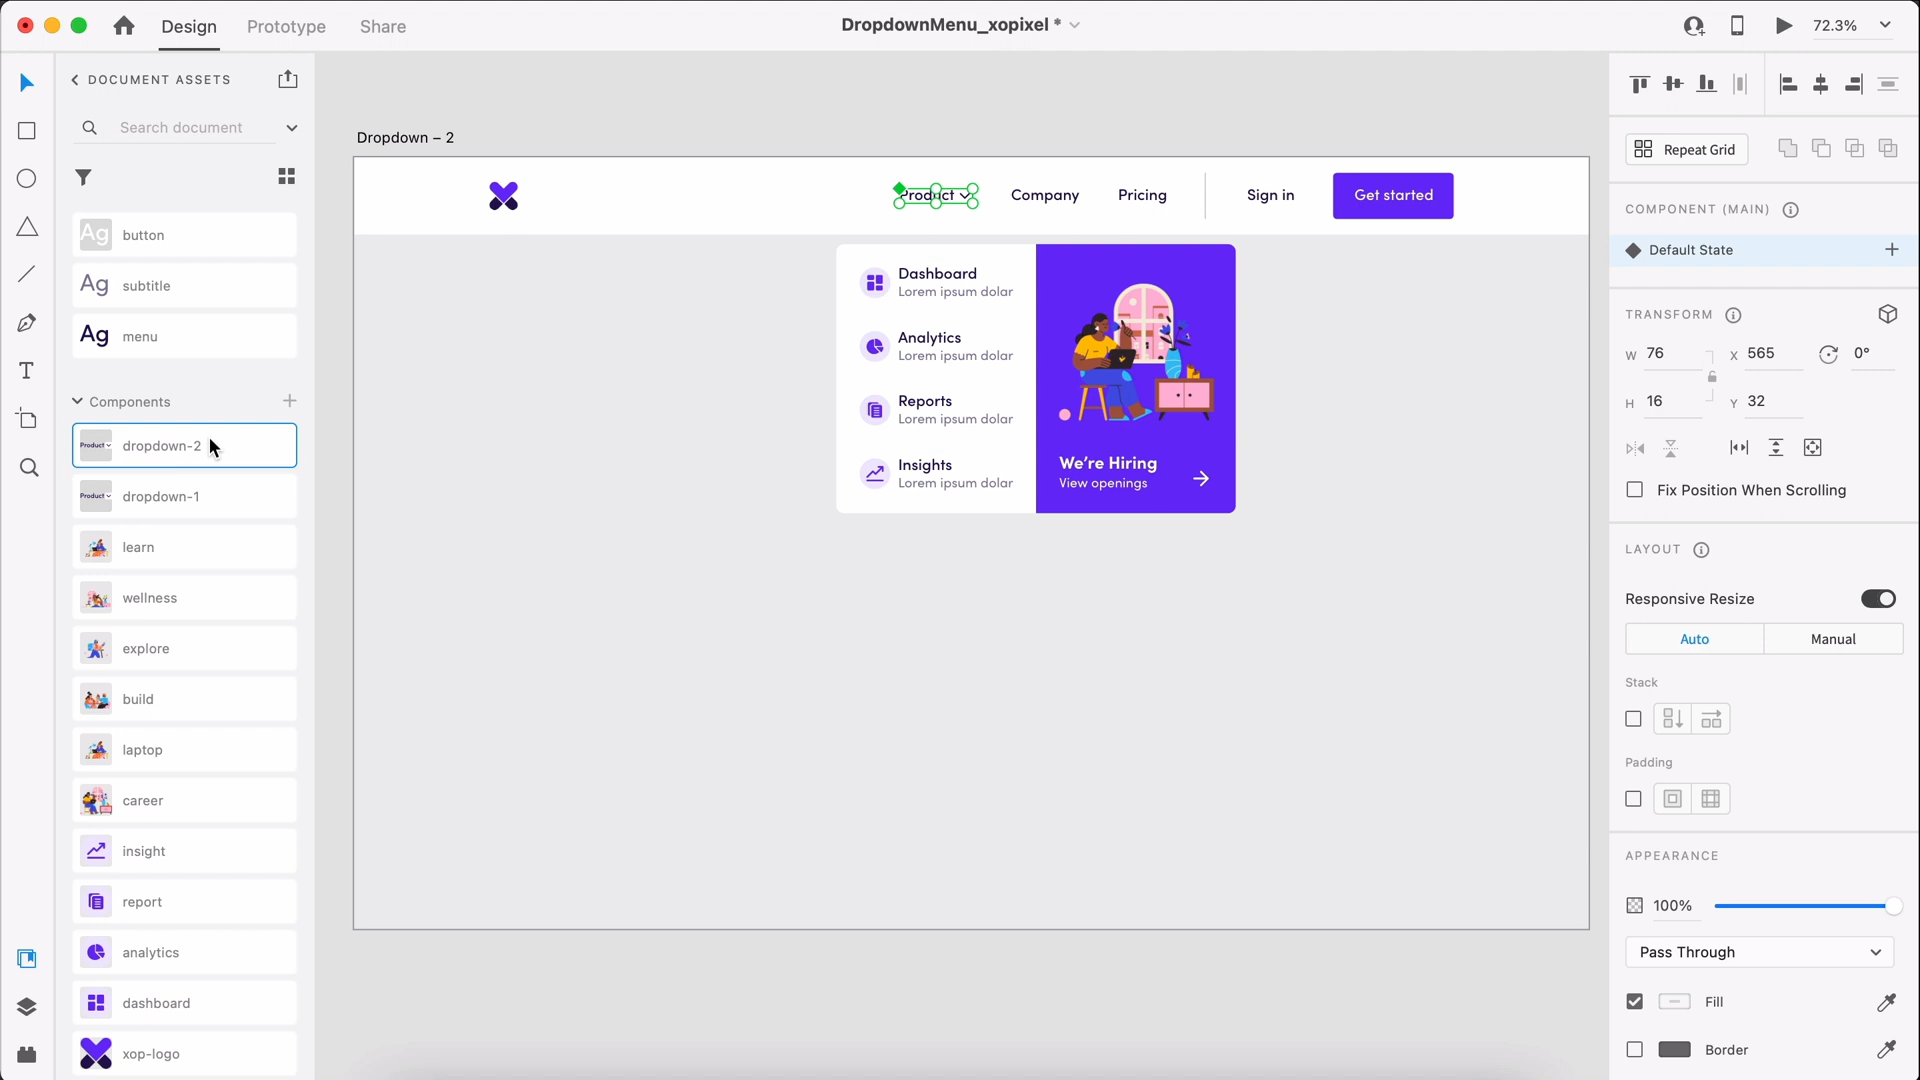 Design
Prototype
Share
DropdownMenu_xopixel *
72.3%
DOCUMENT ASSETS
Search document
Ag button
Ag subtitle
Ag menu
Components
Product dropdown-2
Product dropdown-1
learn
wellness
explore
build
laptop
career
insight
report
analytics
dashboard
xop-logo
Dropdown – 2
Product
Company
Pricing
Sign in
Get started
Dashboard
Lorem ipsum dolar
Analytics
Lorem ipsum dolar
Reports
Lorem ipsum dolar
Insights
Lorem ipsum dolar
We're Hiring
View openings
Repeat Grid
COMPONENT (MAIN)
Default State
TRANSFORM
W 76
X 565
0°
H 16
Y 32
Fix Position When Scrolling
LAYOUT
Responsive Resize
Auto
Manual
Stack
Padding
APPEARANCE
100%
Pass Through
Fill
Border